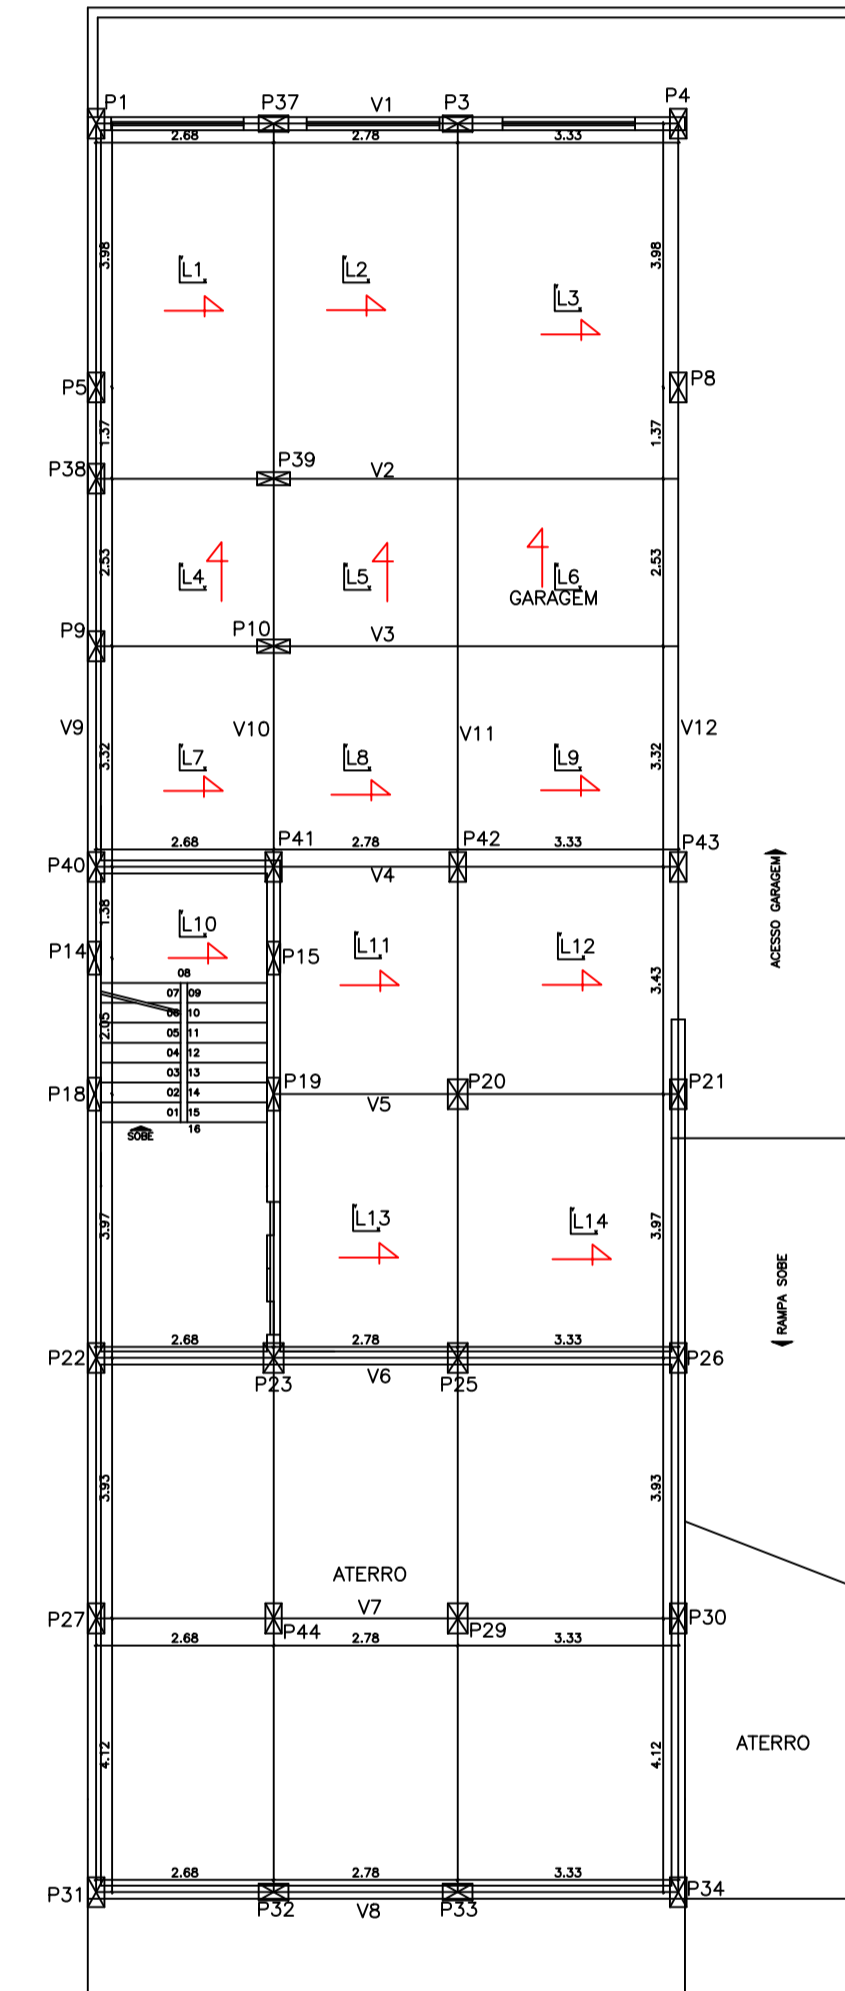 P1 P37 V1 P3 P4
2.68 2.78 3.33
3.98 3.98
L1 L2 L3
P5 P8
1.37 1.37
P38 P39 V2
2.53 2.53
L4 L5 L6
GARAGEM
P9 P10 V3
V9 V10 V11 V12
3.32 3.32
L7 L8 L9
2.68 2.78 3.33
P40 P41 P42 P43
V4
ACESSO GARAGEM
1.38
L10 L11 L12
P14 P15
3.43
08
07 09
06 10
2.05
05 11
04 12
03 13
02 14
01 15
16
SOBE
P18 P19 P20 P21
V5
L13 L14
3.97 3.97
RAMPA SOBE
2.68 2.78 3.33
P22 P23 V6 P25 P26
3.93 3.93
ATERRO
P27 P44 V7 P29 P30
2.68 2.78 3.33
4.12 4.12
ATERRO
2.68 2.78 3.33
P31 P32 V8 P33 P34